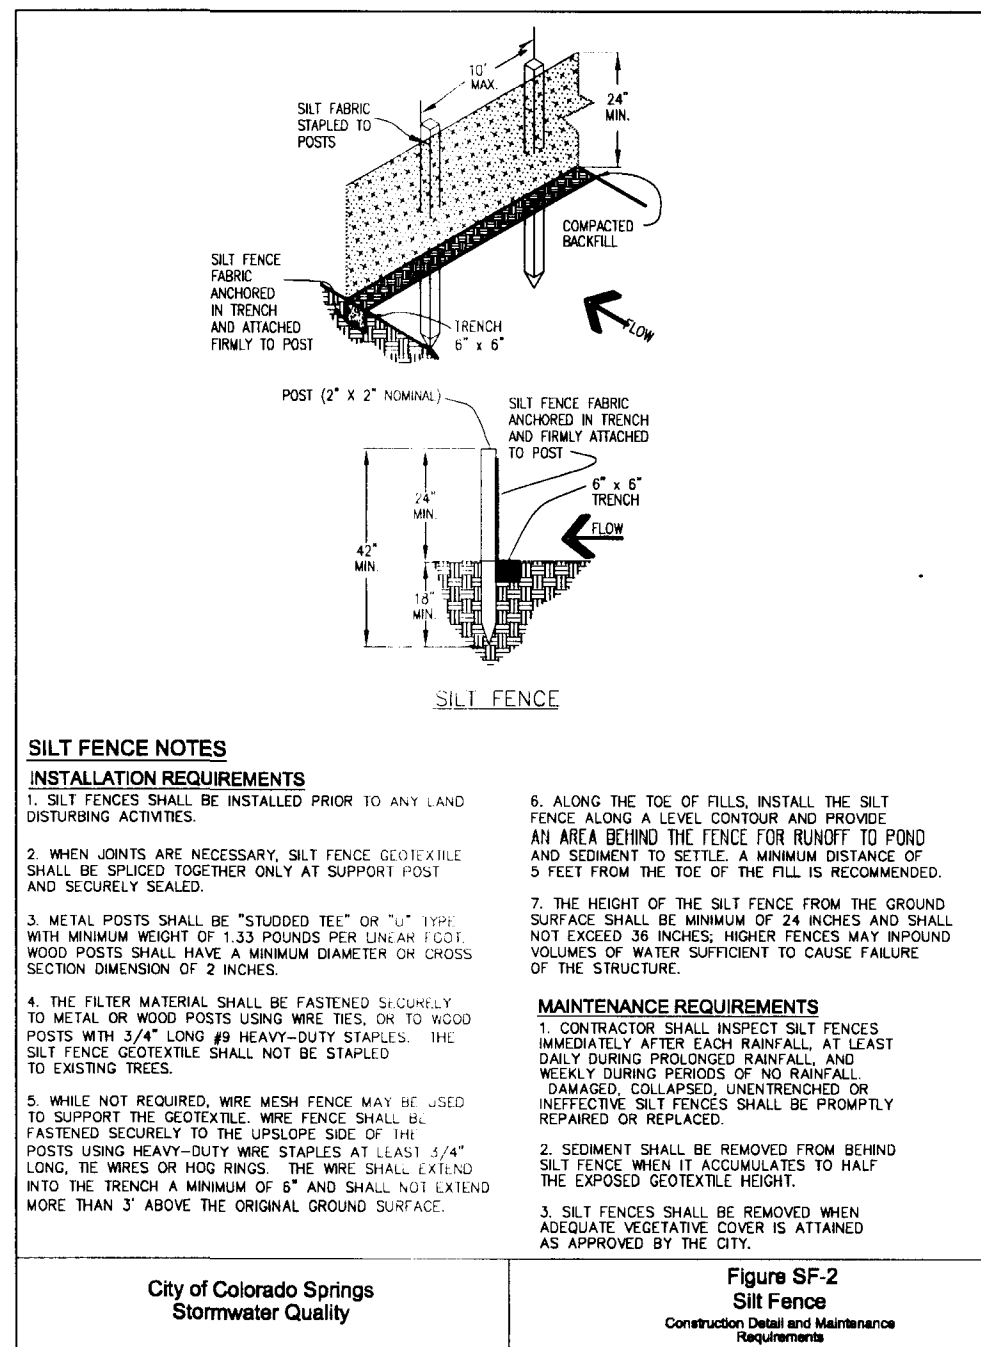 10'
MAX.
24"
MIN.
SILT FABRIC
STAPLED TO
POSTS
COMPACTED
BACKFILL
SILT FENCE
FABRIC
ANCHORED
IN TRENCH
AND ATTACHED
FIRMLY TO POST
TRENCH
6" x 6"
FLOW
POST (2" X 2" NOMINAL)
SILT FENCE FABRIC
ANCHORED IN TRENCH
AND FIRMLY ATTACHED
TO POST
6" x 6"
TRENCH
24"
MIN.
FLOW
42"
MIN.
18"
MIN.
SILT FENCE
SILT FENCE NOTES
INSTALLATION REQUIREMENTS
1. SILT FENCES SHALL BE INSTALLED PRIOR TO ANY LAND
DISTURBING ACTIVITIES.
2. WHEN JOINTS ARE NECESSARY, SILT FENCE GEOTEXTILE
SHALL BE SPLICED TOGETHER ONLY AT SUPPORT POST
AND SECURELY SEALED.
3. METAL POSTS SHALL BE "STUDDED TEE" OR "U" TYPE
WITH MINIMUM WEIGHT OF 1.33 POUNDS PER LINEAR FOOT.
WOOD POSTS SHALL HAVE A MINIMUM DIAMETER OR CROSS
SECTION DIMENSION OF 2 INCHES.
4. THE FILTER MATERIAL SHALL BE FASTENED SECURELY
TO METAL OR WOOD POSTS USING WIRE TIES, OR TO WOOD
POSTS WITH 3/4" LONG #9 HEAVY-DUTY STAPLES. THE
SILT FENCE GEOTEXTILE SHALL NOT BE STAPLED
TO EXISTING TREES.
5. WHILE NOT REQUIRED, WIRE MESH FENCE MAY BE USED
TO SUPPORT THE GEOTEXTILE. WIRE FENCE SHALL BE
FASTENED SECURELY TO THE UPSLOPE SIDE OF THE
POSTS USING HEAVY-DUTY WIRE STAPLES AT LEAST 3/4"
LONG, TIE WIRES OR HOG RINGS. THE WIRE SHALL EXTEND
INTO THE TRENCH A MINIMUM OF 6" AND SHALL NOT EXTEND
MORE THAN 3' ABOVE THE ORIGINAL GROUND SURFACE.
6. ALONG THE TOE OF FILLS, INSTALL THE SILT
FENCE ALONG A LEVEL CONTOUR AND PROVIDE
AN AREA BEHIND THE FENCE FOR RUNOFF TO POND
AND SEDIMENT TO SETTLE. A MINIMUM DISTANCE OF
5 FEET FROM THE TOE OF THE FILL IS RECOMMENDED.
7. THE HEIGHT OF THE SILT FENCE FROM THE GROUND
SURFACE SHALL BE MINIMUM OF 24 INCHES AND SHALL
NOT EXCEED 36 INCHES; HIGHER FENCES MAY INPOUND
VOLUMES OF WATER SUFFICIENT TO CAUSE FAILURE
OF THE STRUCTURE.
MAINTENANCE REQUIREMENTS
1. CONTRACTOR SHALL INSPECT SILT FENCES
IMMEDIATELY AFTER EACH RAINFALL, AT LEAST
DAILY DURING PROLONGED RAINFALL, AND
WEEKLY DURING PERIODS OF NO RAINFALL.
DAMAGED, COLLAPSED, UNENTRENCHED OR
INEFFECTIVE SILT FENCES SHALL BE PROMPTLY
REPAIRED OR REPLACED.
2. SEDIMENT SHALL BE REMOVED FROM BEHIND
SILT FENCE WHEN IT ACCUMULATES TO HALF
THE EXPOSED GEOTEXTILE HEIGHT.
3. SILT FENCES SHALL BE REMOVED WHEN
ADEQUATE VEGETATIVE COVER IS ATTAINED
AS APPROVED BY THE CITY.
City of Colorado Springs
Stormwater Quality
Figure SF-2
Silt Fence
Construction Detail and Maintenance
Requirements